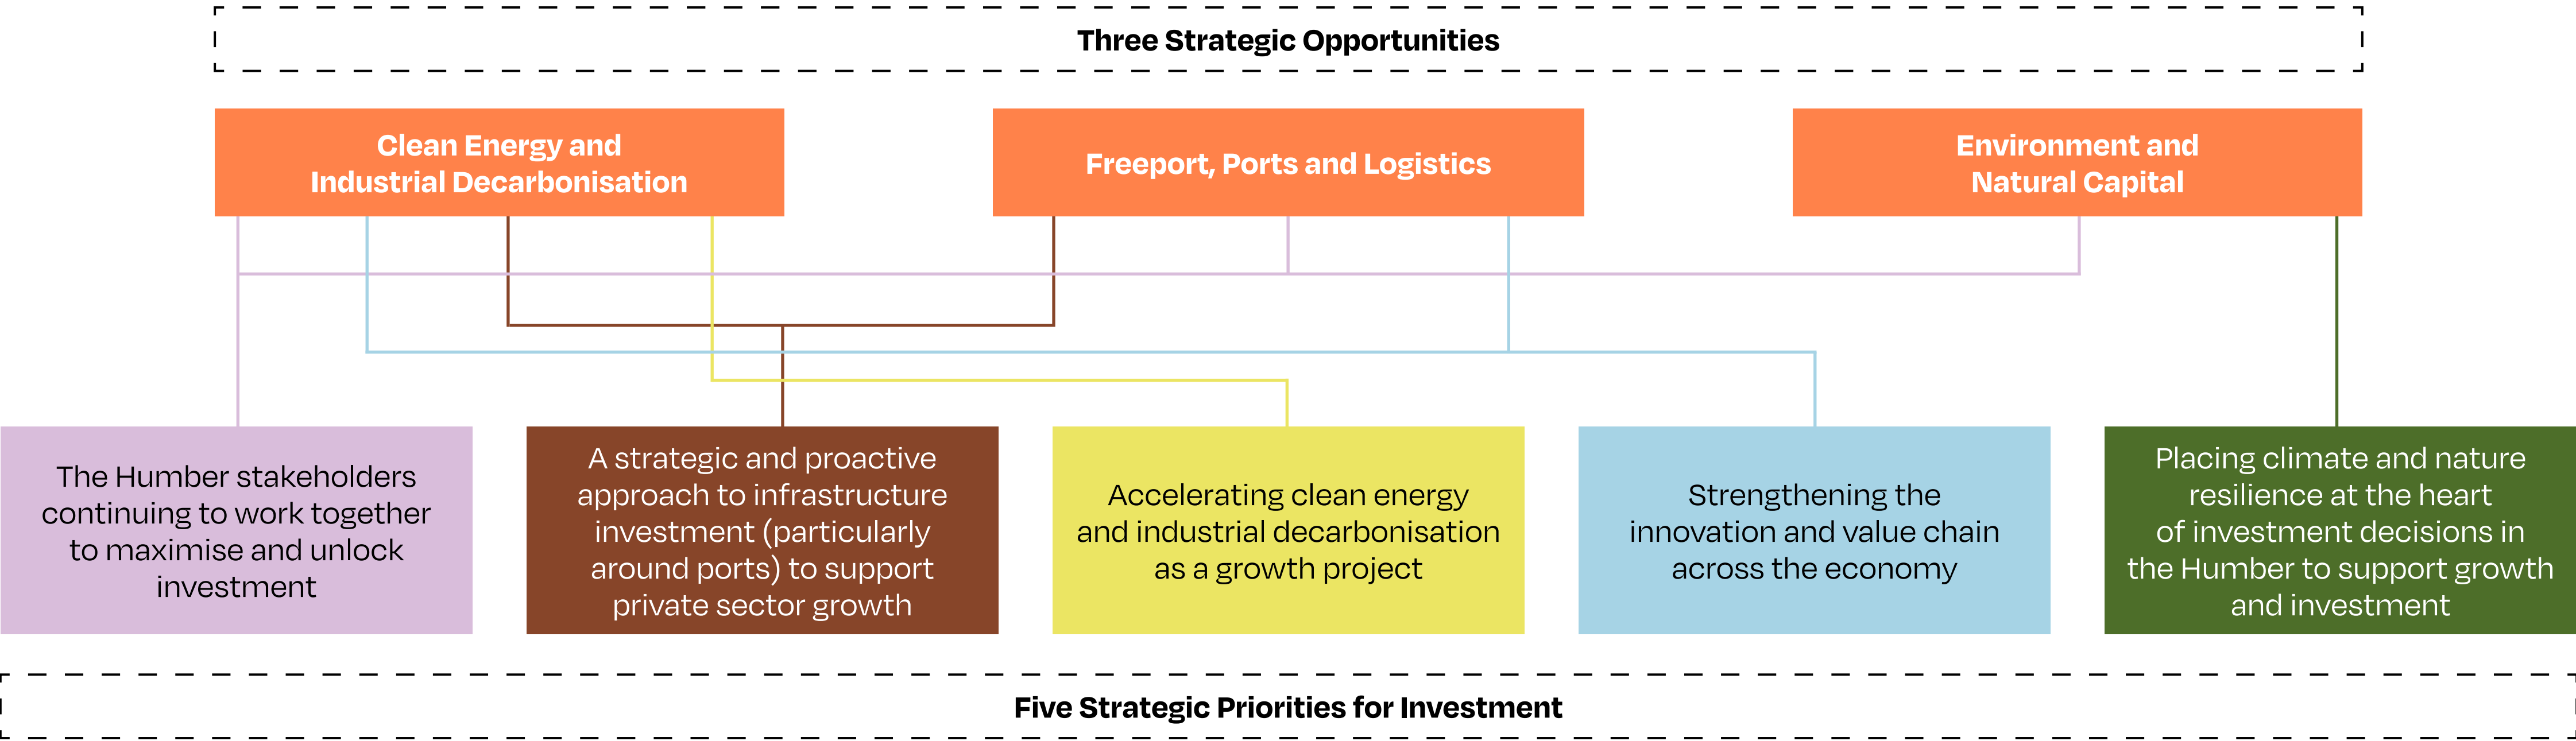 Three Strategic Opportunities
Clean Energy and
Industrial Decarbonisation
Freeport, Ports and Logistics
Environment and
Natural Capital
The Humber stakeholders
continuing to work together
to maximise and unlock
investment
A strategic and proactive
approach to infrastructure
investment (particularly
around ports) to support
private sector growth
Accelerating clean energy
and industrial decarbonisation
as a growth project
Strengthening the
innovation and value chain
across the economy
Placing climate and nature
resilience at the heart
of investment decisions in
the Humber to support growth
and investment
Five Strategic Priorities for Investment